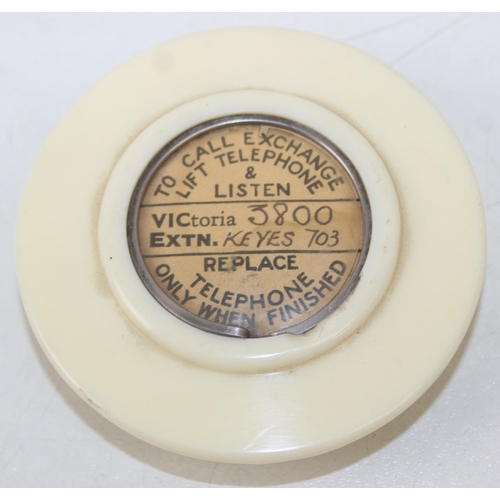 TO CALL EXCHANGE
LIFT TELEPHONE
&
LISTEN
VICtoria 3800
EXTN. KEYES 703
REPLACE
TELEPHONE
ONLY WHEN FINISHED